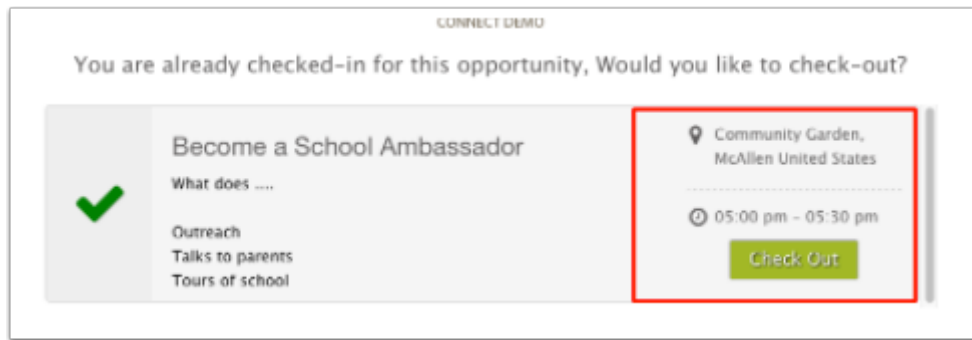 CONNECT DEMO
You are already checked-in for this opportunity, Would you like to check-out?
Become a School Ambassador
What does ....
Outreach
Talks to parents
Tours of school
Community Garden,
McAllen United States
05:00 pm - 05:30 pm
Check Out